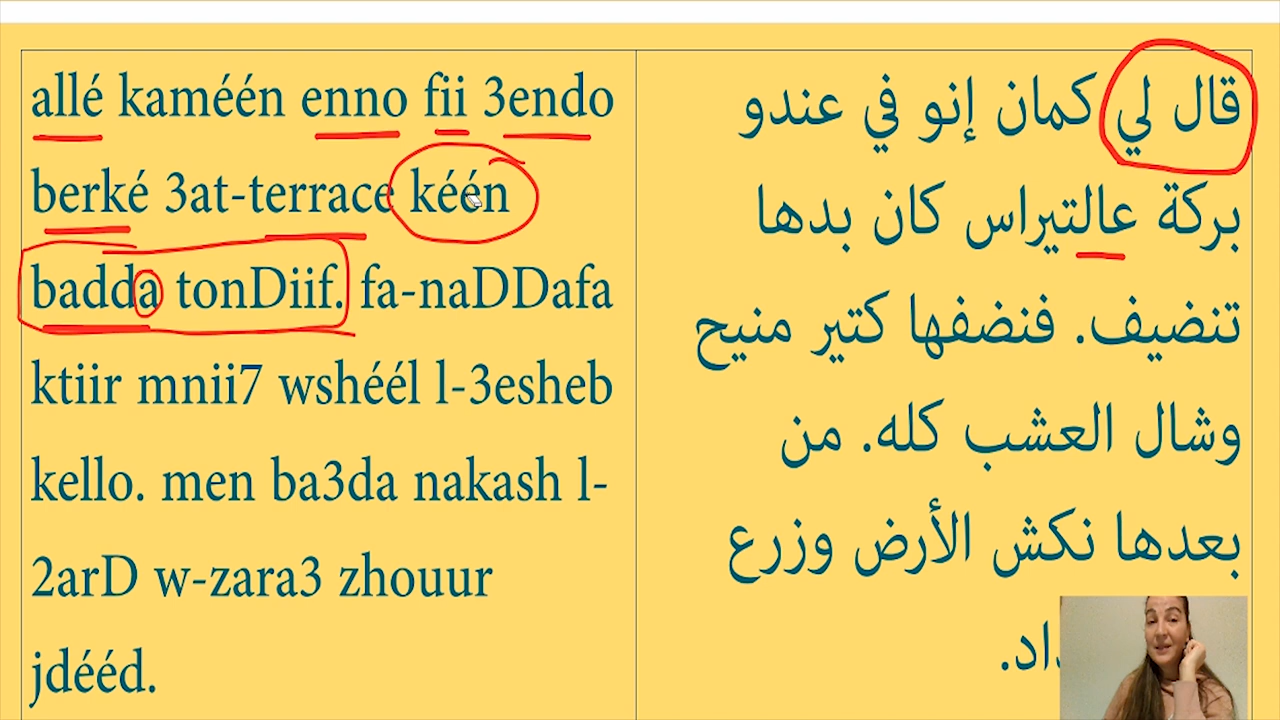 allé kaméén enno fii 3endo
berké 3at-terrace kéén
badda tonDiif. fa-naDDafa
ktiir mnii7 wshéél l-3esheb
kello. men ba3da nakash l-
2arD w-zara3 zhouur
jdééd.
قال لي كمان إنو في عندو
بركة عالتيراس كان بدها
تنضيف. فنضفها كتير منيح
وشال العشب كله. من
بعدها نكش الأرض وزرع